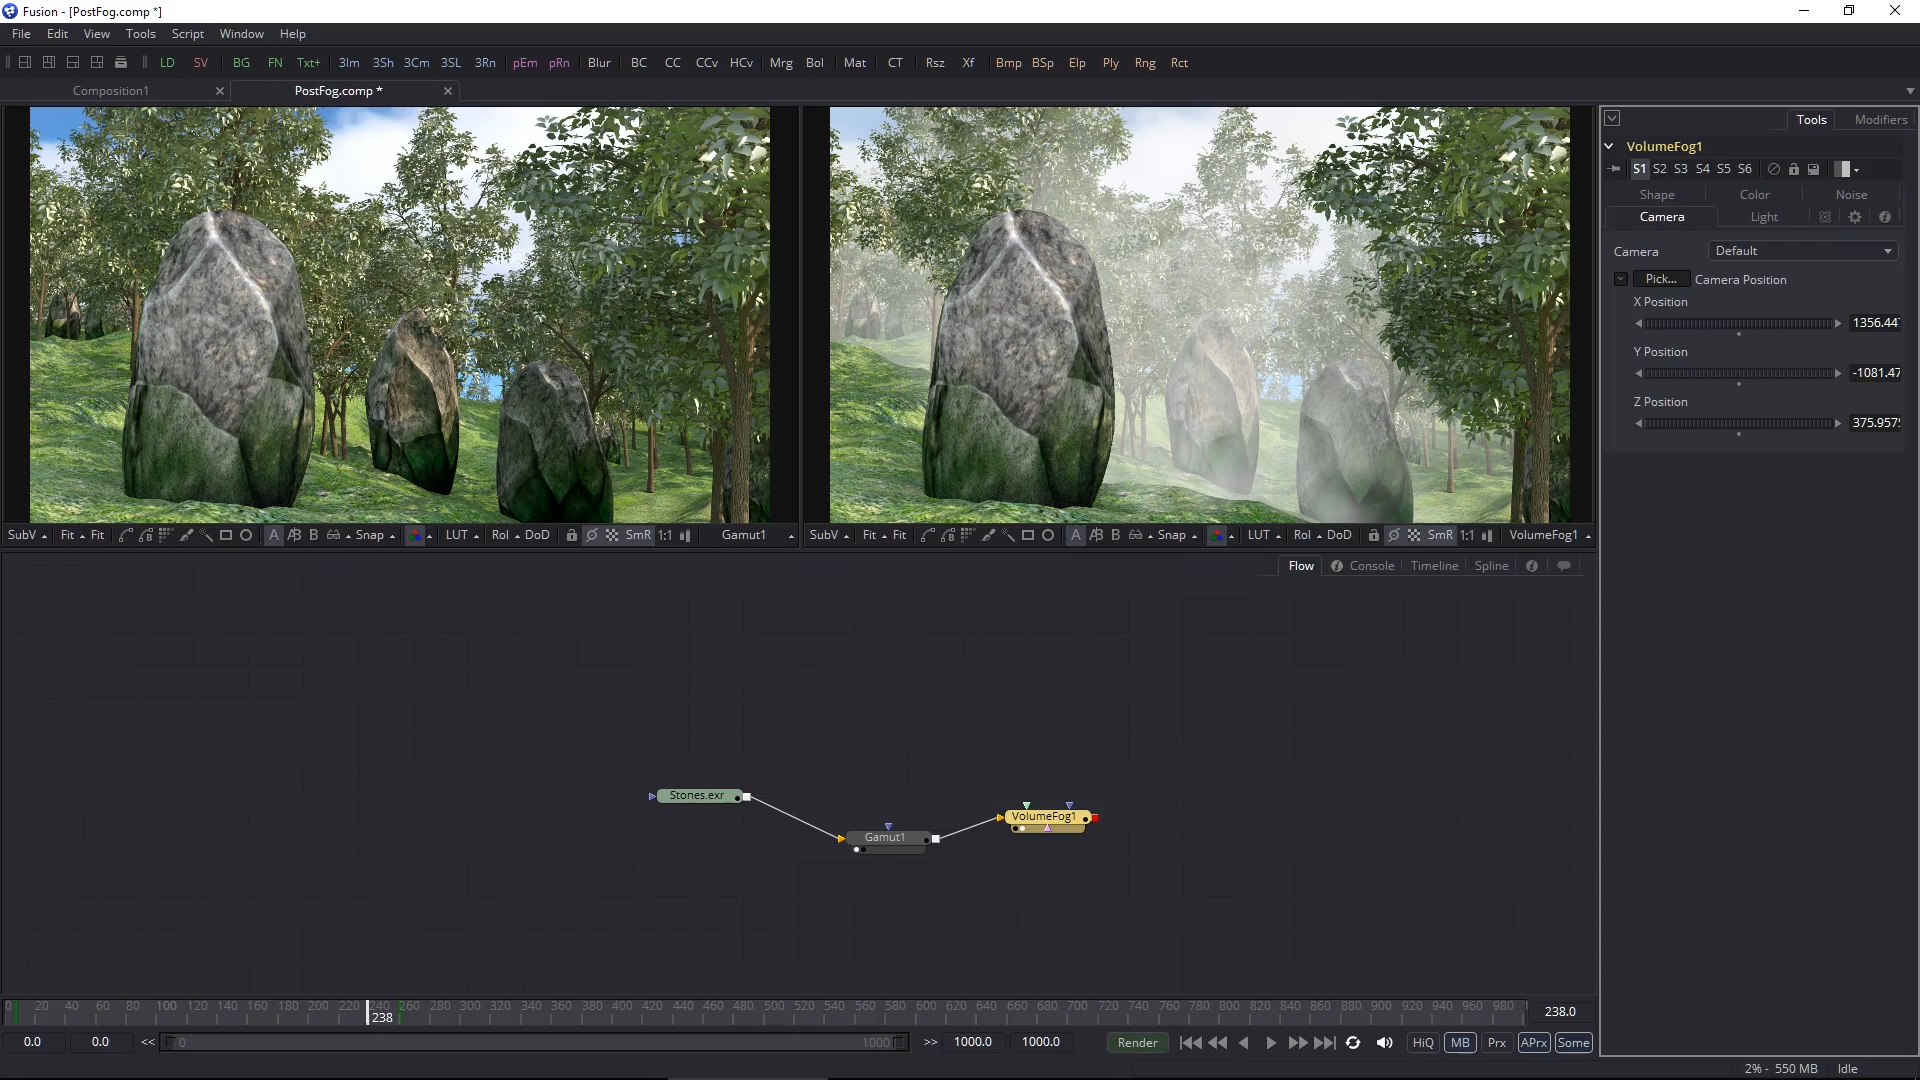 Fusion - [PostFog.comp *]
File Edit View Tools Script Window Help
LD SV BG FN Txt+ 3Im 3Sh 3Cm 3SL 3Rn pEm pRn Blur BC CC CCv HCv Mrg Bol Mat CT Rsz Xf Bmp BSp Elp Ply Rng Rct
Composition1 PostFog.comp *
Tools Modifiers
VolumeFog1
S1 S2 S3 S4 S5 S6
Shape Color Noise
Camera Light
Camera Default
Pick... Camera Position
X Position
1356.447
Y Position
-1081.47
Z Position
375.957
SubV Fit Fit A B Snap LUT RoI DoD SmR 1:1 Gamut1
SubV Fit Fit A B Snap LUT RoI DoD SmR 1:1 VolumeFog1
Flow Console Timeline Spline
Stones.exr
Gamut1
VolumeFog1
0 20 40 60 80 100 120 140 160 180 200 220 240 260 280 300 320 340 360 380 400 420 440 460 480 500 520 540 560 580 600 620 640 660 680 700 720 740 760 780 800 820 840 860 880 900 920 940 960 980
238
238.0
0.0 0.0 << 0 1000 >> 1000.0 1000.0 Render HiQ MB Prx APrx Some
2% - 550 MB Idle